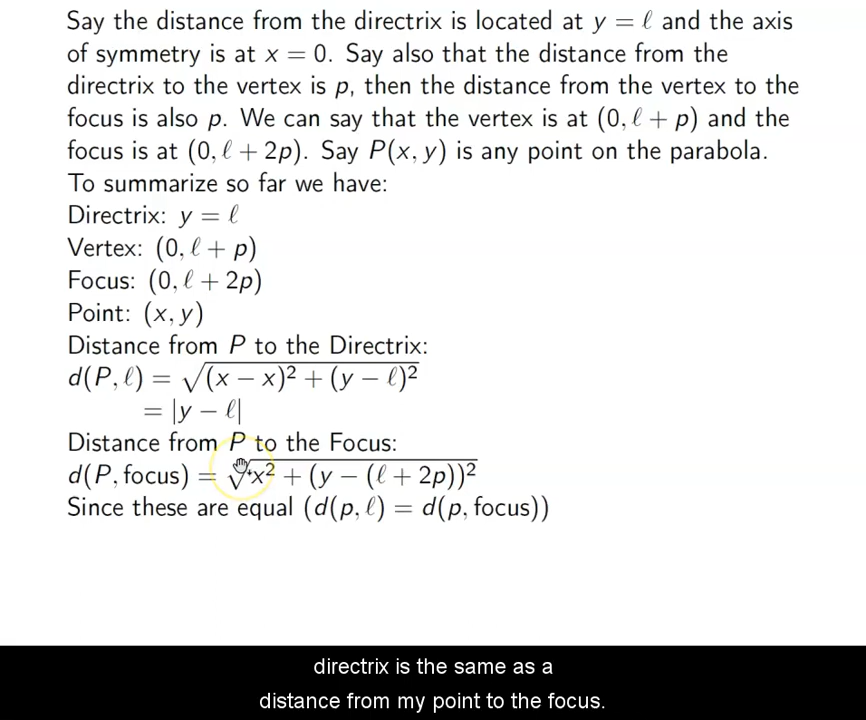 Say the distance from the directrix is located at y = ℓ and the axis
of symmetry is at x = 0. Say also that the distance from the
directrix to the vertex is p, then the distance from the vertex to the
focus is also p. We can say that the vertex is at (0, ℓ + p) and the
focus is at (0, ℓ + 2p). Say P(x, y) is any point on the parabola.
To summarize so far we have:
Directrix: y = ℓ
Vertex: (0, ℓ + p)
Focus: (0, ℓ + 2p)
Point: (x, y)
Distance from P to the Directrix:
d(P, ℓ) = √(x − x)² + (y − ℓ)²
= |y − ℓ|
Distance from P to the Focus:
d(P, focus) = √x² + (y − (ℓ + 2p))²
Since these are equal (d(p, ℓ) = d(p, focus))
directrix is the same as a
distance from my point to the focus.